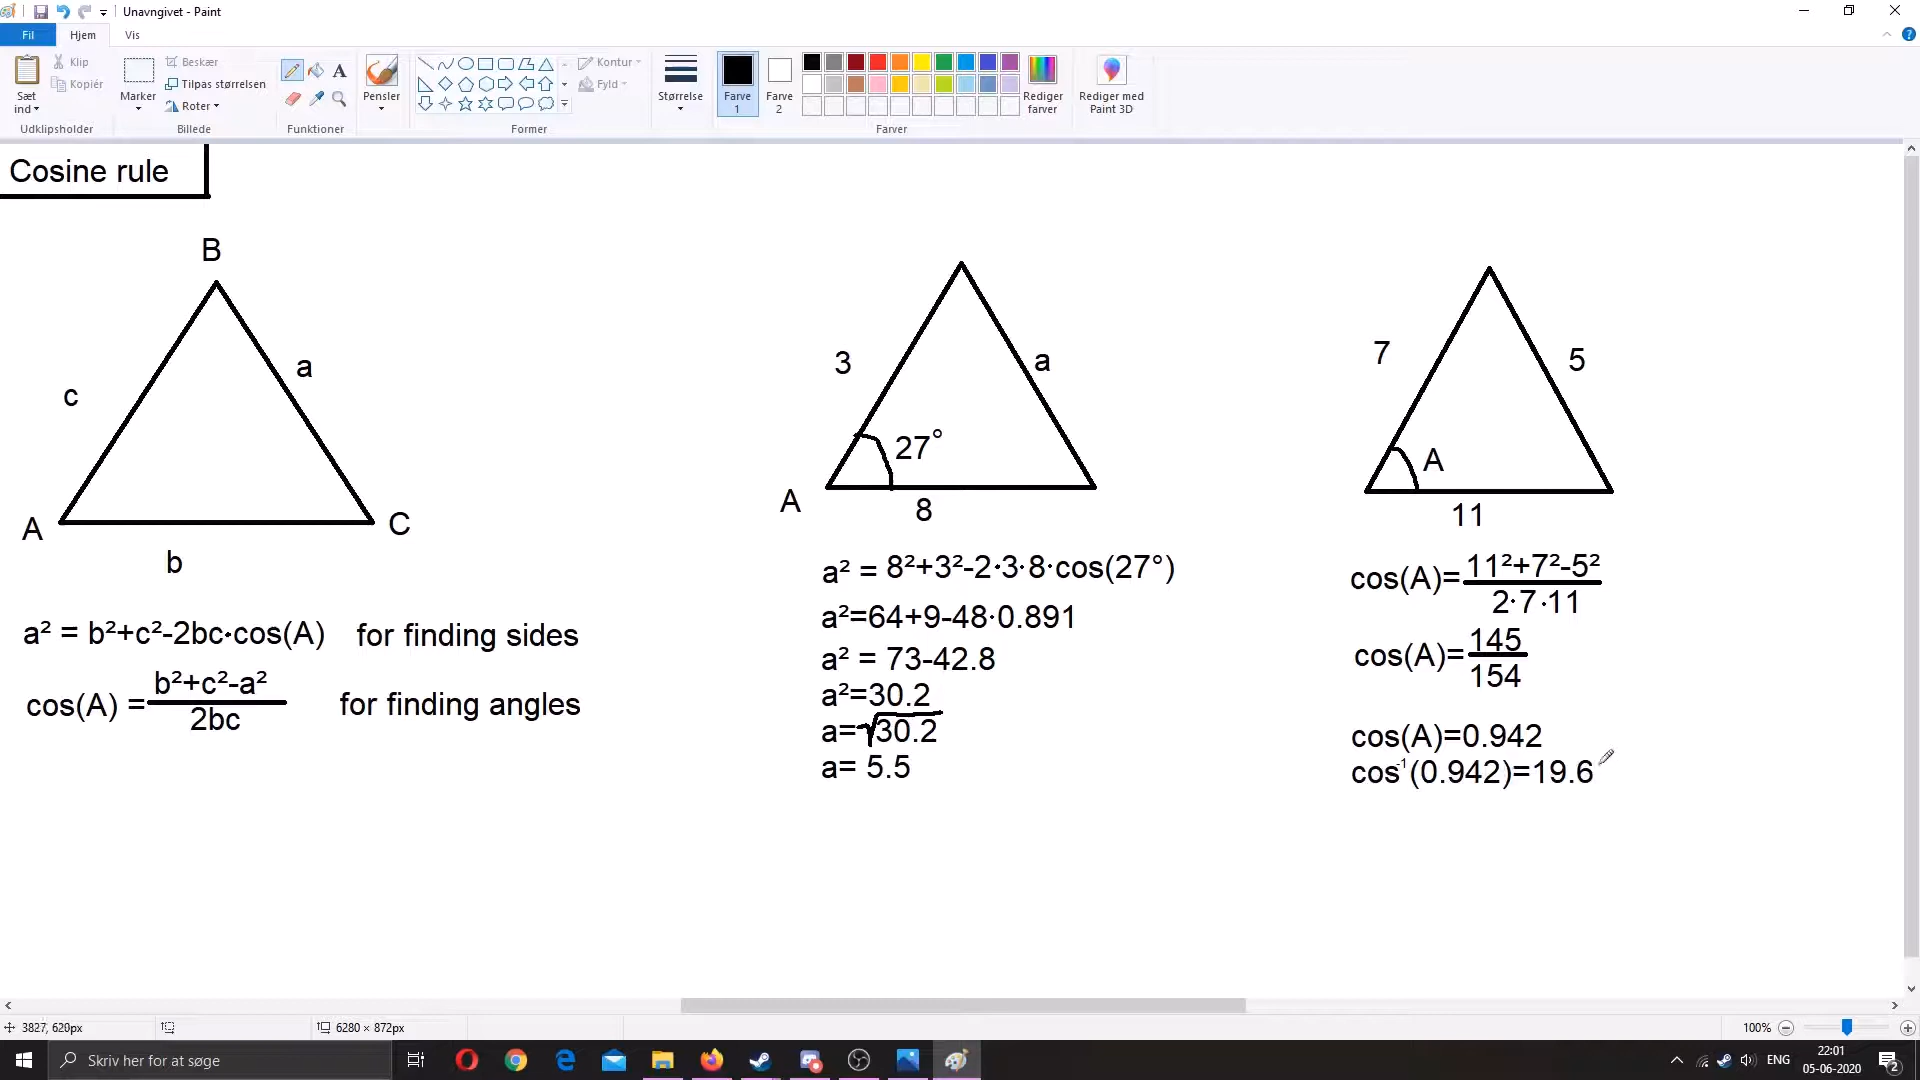 Unavngivet - Paint
Fil Hjem Vis
Sæt ind
Klip
Kopiér
Udklipsholder
Marker
Beskær
Tilpas størrelsen
Roter
Billede
A
Funktioner
Pensler
Kontur
Fyld
Former
Størrelse
Farve 1
Farve 2
Rediger farver
Farver
Rediger med Paint 3D
Cosine rule
B
c
a
A
C
b
a² = b²+c²-2bc·cos(A) for finding sides
cos(A) = b²+c²-a² / 2bc for finding angles
3
a
27°
A
8
a² = 8²+3²-2·3·8·cos(27°)
a²=64+9-48·0.891
a² = 73-42.8
a²=30.2
a=√30.2
a= 5.5
7
5
A
11
cos(A)=11²+7²-5² / 2·7·11
cos(A)=145 / 154
cos(A)=0.942
cos⁻¹(0.942)=19.6
3827, 620px
6280 × 872px
100%
Skriv her for at søge
ENG
22:01
05-06-2020
2